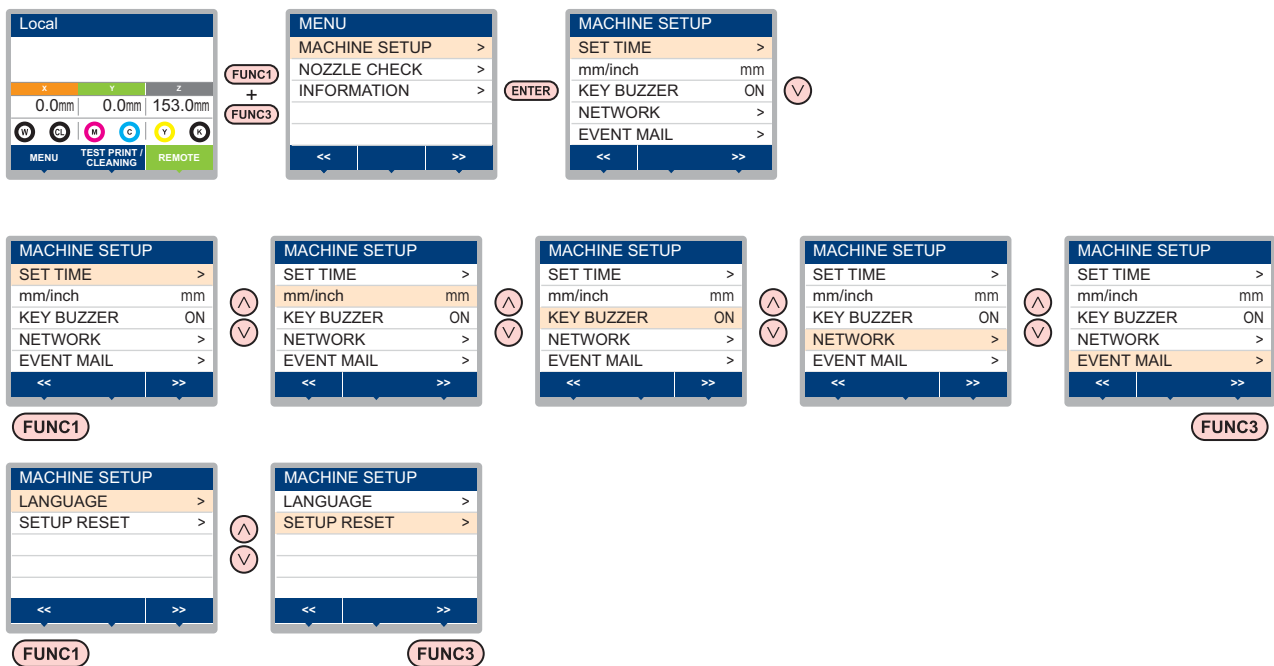 Local
X Y Z
0.0mm 0.0mm 153.0mm
W CL M C Y K
MENU TEST PRINT / CLEANING REMOTE
FUNC1
+
FUNC3
MENU
MACHINE SETUP >
NOZZLE CHECK >
INFORMATION >
<< >>
ENTER
MACHINE SETUP
SET TIME >
mm/inch mm
KEY BUZZER ON
NETWORK >
EVENT MAIL >
<< >>
MACHINE SETUP
SET TIME >
mm/inch mm
KEY BUZZER ON
NETWORK >
EVENT MAIL >
<< >>
FUNC1
MACHINE SETUP
SET TIME >
mm/inch mm
KEY BUZZER ON
NETWORK >
EVENT MAIL >
<< >>
MACHINE SETUP
SET TIME >
mm/inch mm
KEY BUZZER ON
NETWORK >
EVENT MAIL >
<< >>
MACHINE SETUP
SET TIME >
mm/inch mm
KEY BUZZER ON
NETWORK >
EVENT MAIL >
<< >>
MACHINE SETUP
SET TIME >
mm/inch mm
KEY BUZZER ON
NETWORK >
EVENT MAIL >
<< >>
FUNC3
MACHINE SETUP
LANGUAGE >
SETUP RESET >
<< >>
FUNC1
MACHINE SETUP
LANGUAGE >
SETUP RESET >
<< >>
FUNC3